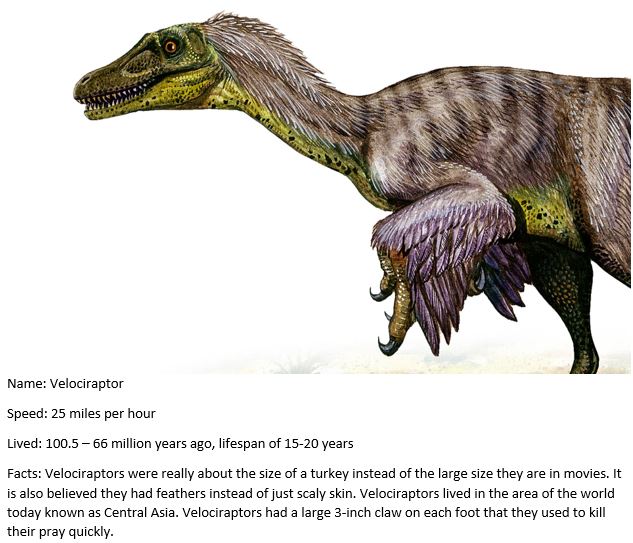 Name: Velociraptor
Speed: 25 miles per hour
Lived: 100.5 – 66 million years ago, lifespan of 15-20 years
Facts: Velociraptors were really about the size of a turkey instead of the large size they are in movies. It
is also believed they had feathers instead of just scaly skin. Velociraptors lived in the area of the world
today known as Central Asia. Velociraptors had a large 3-inch claw on each foot that they used to kill
their pray quickly.